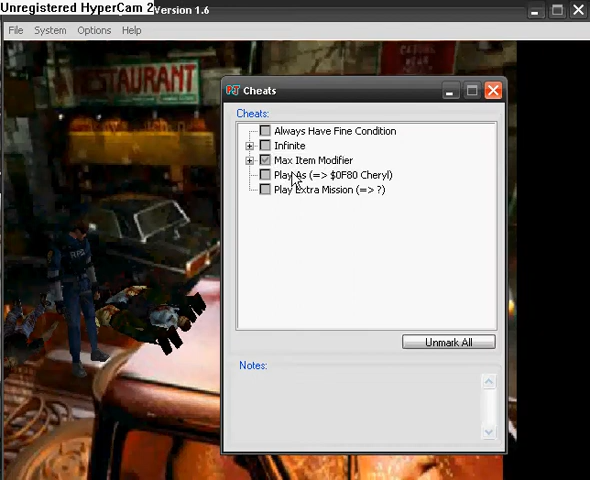 Unregistered HyperCam 2
Version 1.6
File System Options Help
RESTAURANT
Cheats
Cheats:
Always Have Fine Condition
Infinite
Max Item Modifier
Play As (=> $0F80 Cheryl)
Play Extra Mission (=> ?)
Unmark All
Notes:
R.P.D.